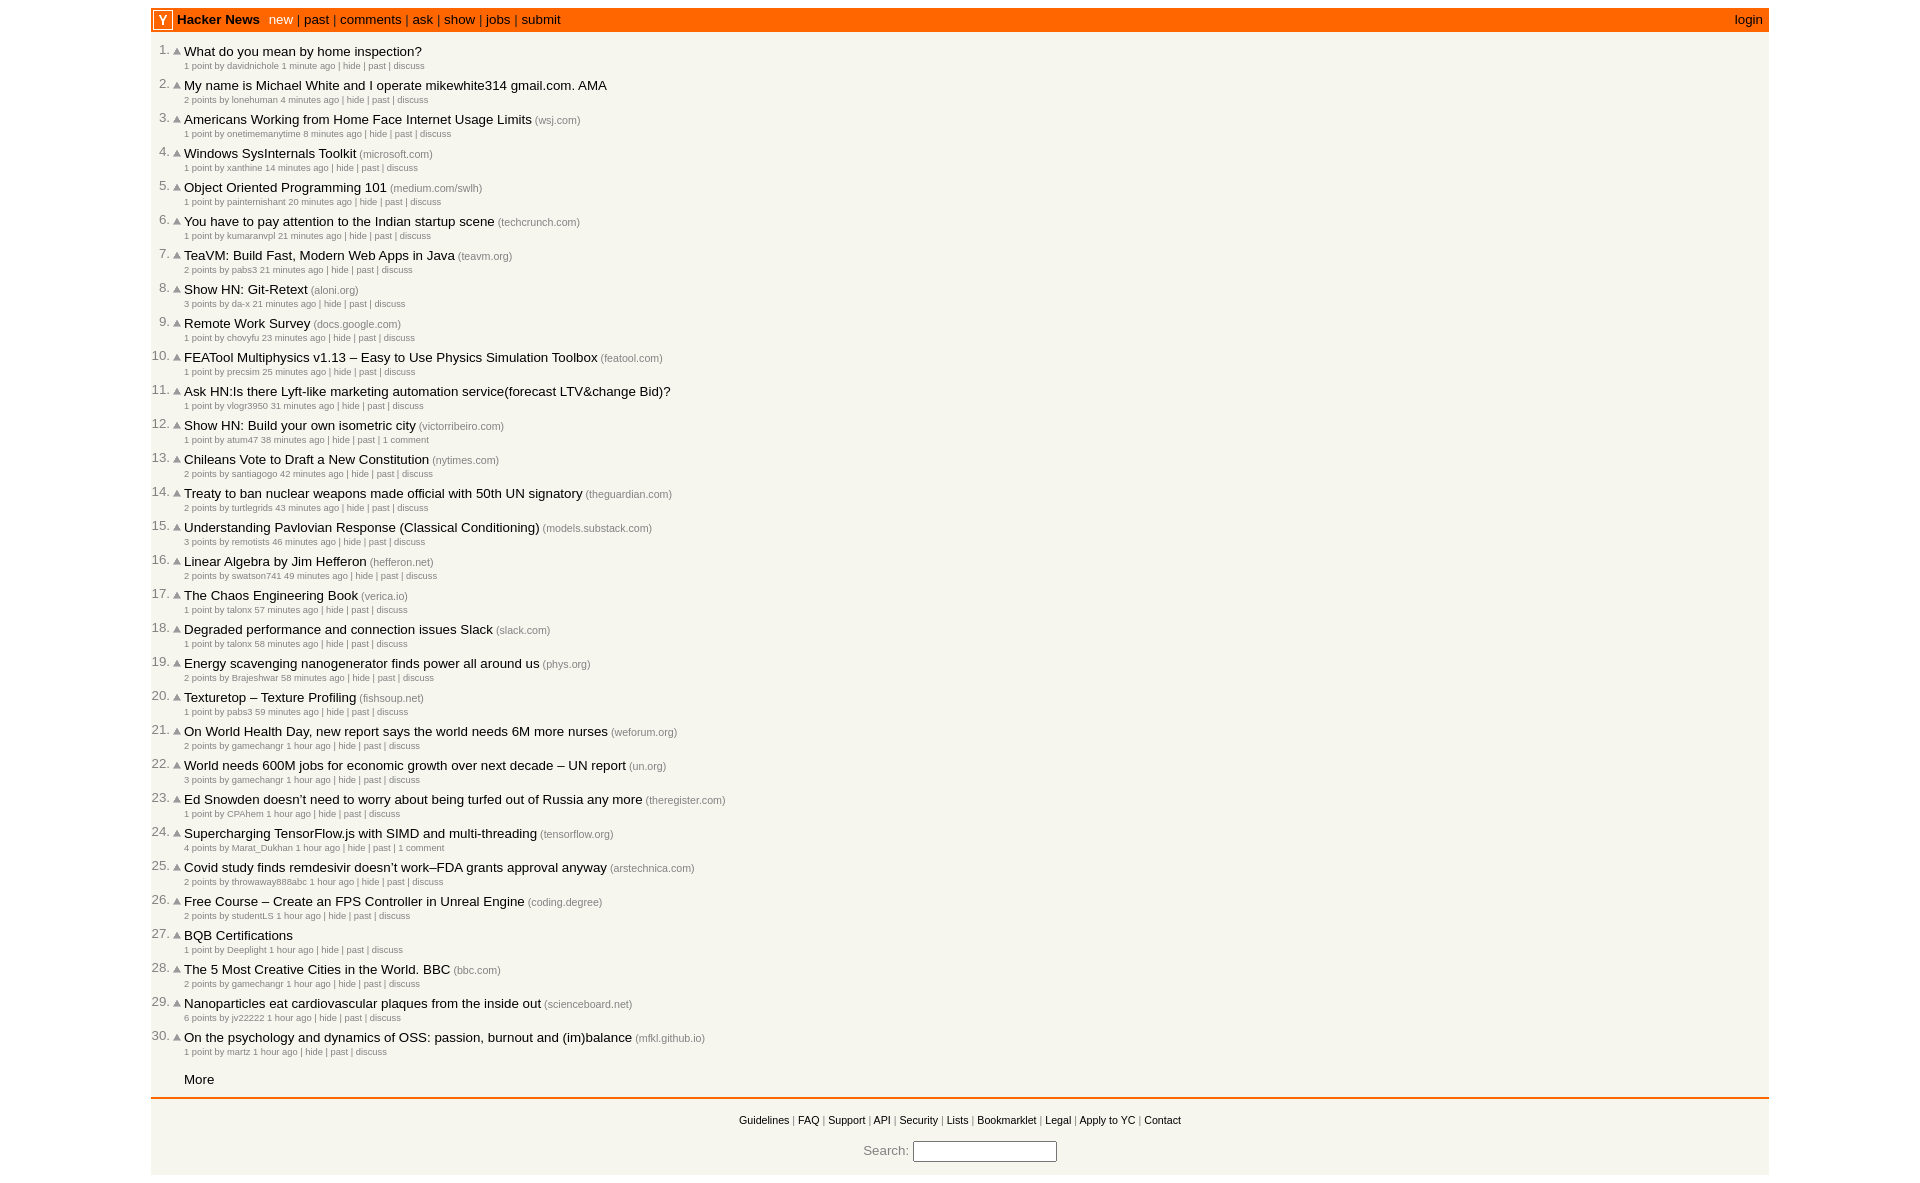 Y Hacker News new | past | comments | ask | show | jobs | submit login
1. What do you mean by home inspection?
1 point by davidnichole 1 minute ago | hide | past | discuss
2. My name is Michael White and I operate mikewhite314 gmail.com. AMA
2 points by lonehuman 4 minutes ago | hide | past | discuss
3. Americans Working from Home Face Internet Usage Limits (wsj.com)
1 point by onetimemanytime 8 minutes ago | hide | past | discuss
4. Windows SysInternals Toolkit (microsoft.com)
1 point by xanthine 14 minutes ago | hide | past | discuss
5. Object Oriented Programming 101 (medium.com/swlh)
1 point by painternishant 20 minutes ago | hide | past | discuss
6. You have to pay attention to the Indian startup scene (techcrunch.com)
1 point by kumaranvpl 21 minutes ago | hide | past | discuss
7. TeaVM: Build Fast, Modern Web Apps in Java (teavm.org)
2 points by pabs3 21 minutes ago | hide | past | discuss
8. Show HN: Git-Retext (aloni.org)
3 points by da-x 21 minutes ago | hide | past | discuss
9. Remote Work Survey (docs.google.com)
1 point by chovyfu 23 minutes ago | hide | past | discuss
10. FEATool Multiphysics v1.13 – Easy to Use Physics Simulation Toolbox (featool.com)
1 point by precsim 25 minutes ago | hide | past | discuss
11. Ask HN:Is there Lyft-like marketing automation service(forecast LTV&change Bid)?
1 point by vlogr3950 31 minutes ago | hide | past | discuss
12. Show HN: Build your own isometric city (victorribeiro.com)
1 point by atum47 38 minutes ago | hide | past | 1 comment
13. Chileans Vote to Draft a New Constitution (nytimes.com)
2 points by santiagogo 42 minutes ago | hide | past | discuss
14. Treaty to ban nuclear weapons made official with 50th UN signatory (theguardian.com)
2 points by turtlegrids 43 minutes ago | hide | past | discuss
15. Understanding Pavlovian Response (Classical Conditioning) (models.substack.com)
3 points by remotists 46 minutes ago | hide | past | discuss
16. Linear Algebra by Jim Hefferon (hefferon.net)
2 points by swatson741 49 minutes ago | hide | past | discuss
17. The Chaos Engineering Book (verica.io)
1 point by talonx 57 minutes ago | hide | past | discuss
18. Degraded performance and connection issues Slack (slack.com)
1 point by talonx 58 minutes ago | hide | past | discuss
19. Energy scavenging nanogenerator finds power all around us (phys.org)
2 points by Brajeshwar 58 minutes ago | hide | past | discuss
20. Texturetop – Texture Profiling (fishsoup.net)
1 point by pabs3 59 minutes ago | hide | past | discuss
21. On World Health Day, new report says the world needs 6M more nurses (weforum.org)
2 points by gamechangr 1 hour ago | hide | past | discuss
22. World needs 600M jobs for economic growth over next decade – UN report (un.org)
3 points by gamechangr 1 hour ago | hide | past | discuss
23. Ed Snowden doesn’t need to worry about being turfed out of Russia any more (theregister.com)
1 point by CPAhem 1 hour ago | hide | past | discuss
24. Supercharging TensorFlow.js with SIMD and multi-threading (tensorflow.org)
4 points by Marat_Dukhan 1 hour ago | hide | past | 1 comment
25. Covid study finds remdesivir doesn’t work–FDA grants approval anyway (arstechnica.com)
2 points by throwaway888abc 1 hour ago | hide | past | discuss
26. Free Course – Create an FPS Controller in Unreal Engine (coding.degree)
2 points by studentLS 1 hour ago | hide | past | discuss
27. BQB Certifications
1 point by Deeplight 1 hour ago | hide | past | discuss
28. The 5 Most Creative Cities in the World. BBC (bbc.com)
2 points by gamechangr 1 hour ago | hide | past | discuss
29. Nanoparticles eat cardiovascular plaques from the inside out (scienceboard.net)
6 points by jv22222 1 hour ago | hide | past | discuss
30. On the psychology and dynamics of OSS: passion, burnout and (im)balance (mfkl.github.io)
1 point by martz 1 hour ago | hide | past | discuss
More
Guidelines | FAQ | Support | API | Security | Lists | Bookmarklet | Legal | Apply to YC | Contact
Search: